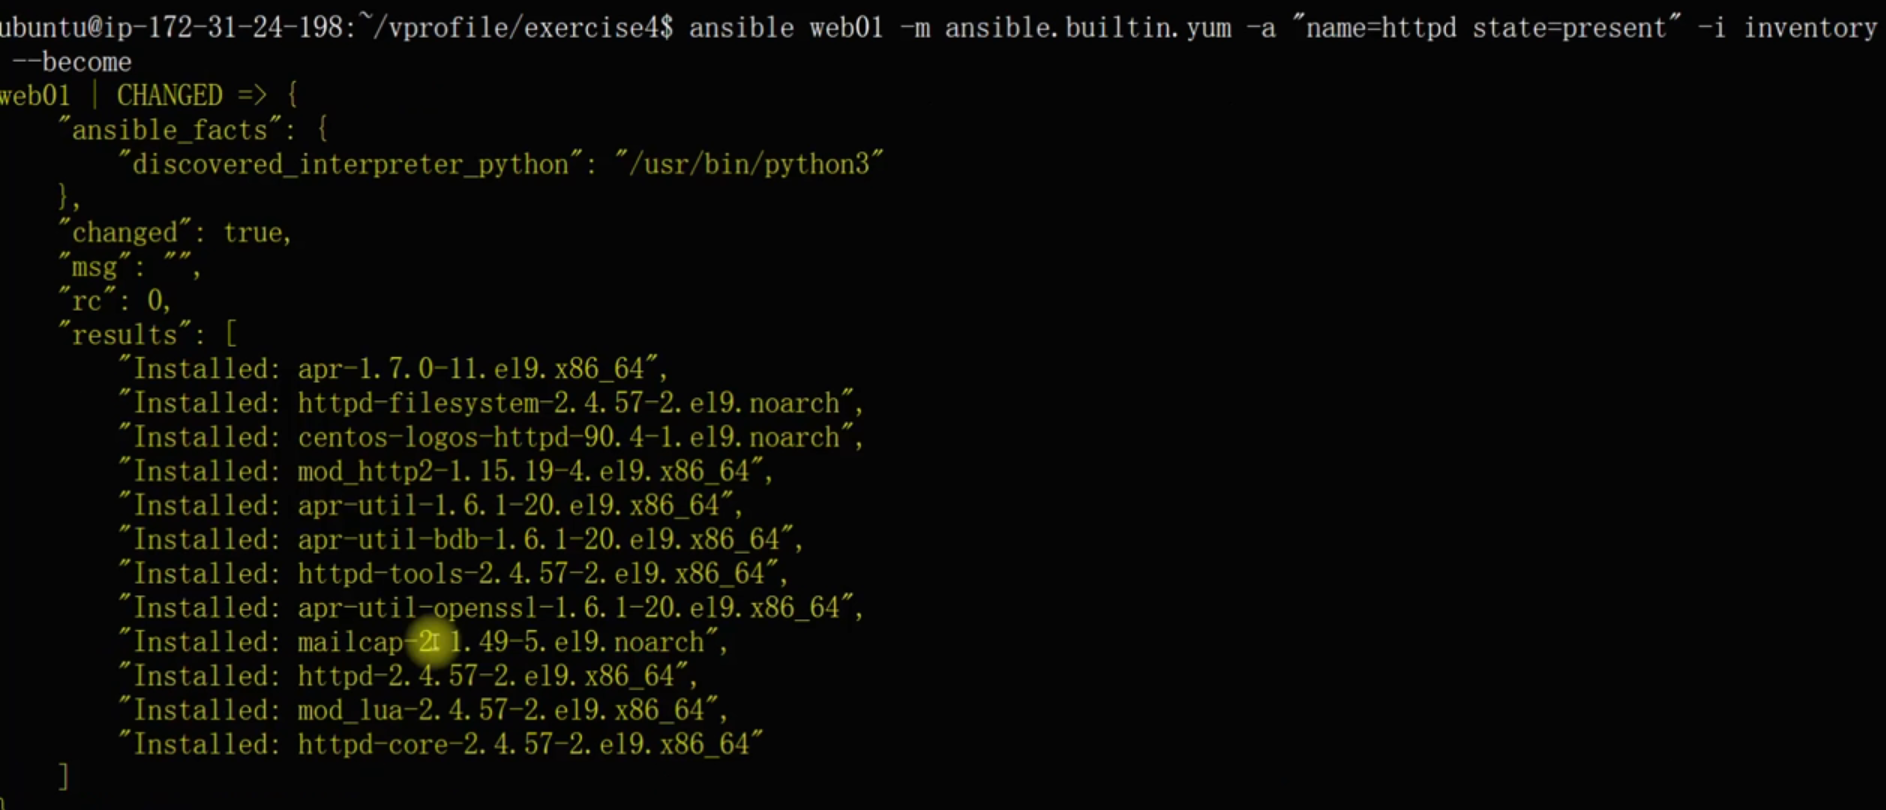 ubuntu@ip-172-31-24-198:~/vprofile/exercise4$ ansible web01 -m ansible.builtin.yum -a "name=httpd state=present" -i inventory
--become
web01 | CHANGED => {
    "ansible_facts": {
        "discovered_interpreter_python": "/usr/bin/python3"
    },
    "changed": true,
    "msg": "",
    "rc": 0,
    "results": [
        "Installed: apr-1.7.0-11.el9.x86_64",
        "Installed: httpd-filesystem-2.4.57-2.el9.noarch",
        "Installed: centos-logos-httpd-90.4-1.el9.noarch",
        "Installed: mod_http2-1.15.19-4.el9.x86_64",
        "Installed: apr-util-1.6.1-20.el9.x86_64",
        "Installed: apr-util-bdb-1.6.1-20.el9.x86_64",
        "Installed: httpd-tools-2.4.57-2.el9.x86_64",
        "Installed: apr-util-openssl-1.6.1-20.el9.x86_64",
        "Installed: mailcap-2.1.49-5.el9.noarch",
        "Installed: httpd-2.4.57-2.el9.x86_64",
        "Installed: mod_lua-2.4.57-2.el9.x86_64",
        "Installed: httpd-core-2.4.57-2.el9.x86_64"
    ]
}